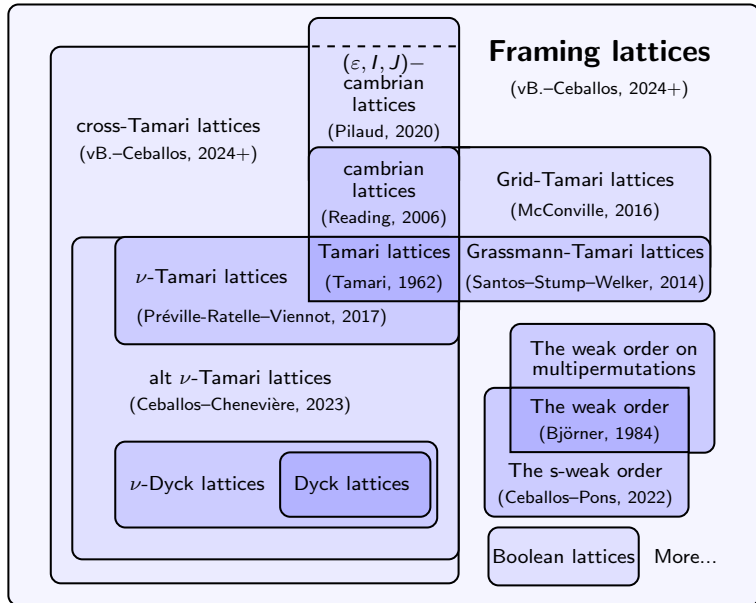 Framing lattices
(vB.–Ceballos, 2024+)
(ε, I, J)−
cambrian
lattices
(Pilaud, 2020)
cross-Tamari lattices
(vB.–Ceballos, 2024+)
cambrian
lattices
(Reading, 2006)
Grid-Tamari lattices
(McConville, 2016)
Tamari lattices
(Tamari, 1962)
Grassmann-Tamari lattices
(Santos–Stump–Welker, 2014)
ν-Tamari lattices
(Préville-Ratelle–Viennot, 2017)
alt ν-Tamari lattices
(Ceballos–Chenevière, 2023)
The weak order on
multipermutations
The weak order
(Björner, 1984)
The s-weak order
(Ceballos–Pons, 2022)
ν-Dyck lattices
Dyck lattices
Boolean lattices
More...